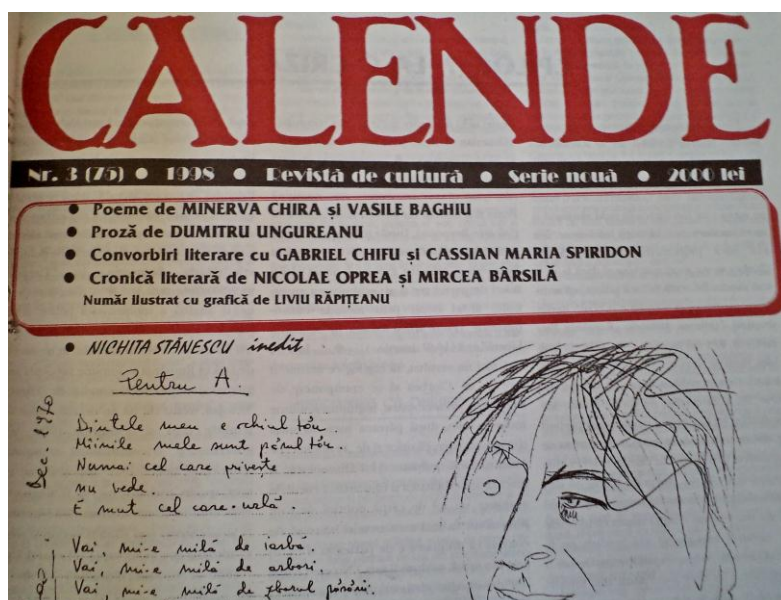 CALENDE
Nr. 3 (75) ● 1998 ● Revistă de cultură ● Serie nouă ● 2000 lei
● Poeme de MINERVA CHIRA și VASILE BAGHIU
● Proză de DUMITRU UNGUREANU
● Convorbiri literare cu GABRIEL CHIFU și CASSIAN MARIA SPIRIDON
● Cronică literară de NICOLAE OPREA și MIRCEA BÂRSILĂ
Număr ilustrat cu grafică de LIVIU RĂPIȚEANU
● NICHITA STĂNESCU inedit
Pentru A.
Dec. 1970
Dintele meu e ochiul tău.
Mîinile mele sunt părul tău.
Numai cel care privește
nu vede.
E mut cel care urlă.
Vai, mi-e milă de iarbă.
Vai, mi-e milă de arbori.
Vai, mi-e milă de zborul păsării.